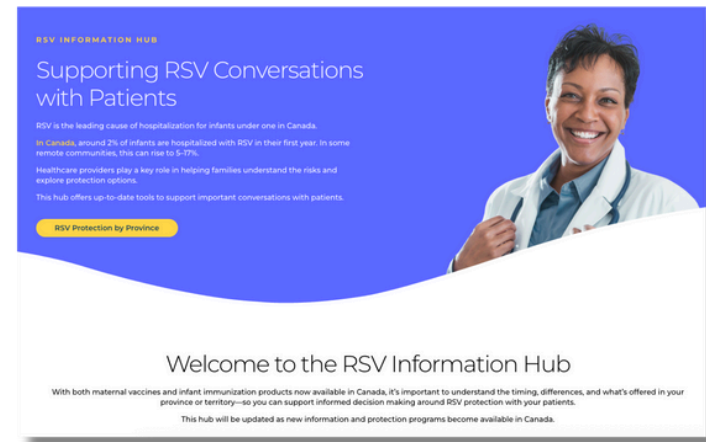 RSV INFORMATION HUB
Supporting RSV Conversations
with Patients
RSV is the leading cause of hospitalization for infants under one in Canada.
In Canada, around 2% of infants are hospitalized with RSV in their first year. In some
remote communities, this can rise to 5–17%.
Healthcare providers play a key role in helping families understand the risks and
explore protection options.
This hub offers up-to-date tools to support important conversations with patients.
RSV Protection by Province
Welcome to the RSV Information Hub
With both maternal vaccines and infant immunization products now available in Canada, it's important to understand the timing, differences, and what's offered in your
province or territory—so you can support informed decision making around RSV protection with your patients.
This hub will be updated as new information and protection programs become available in Canada.